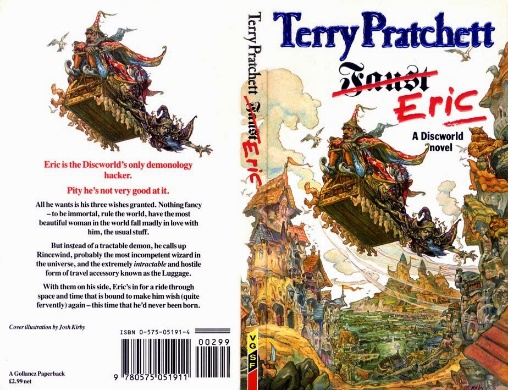 Eric is the Discworld's only demonology
hacker.
Pity he's not very good at it.
All he wants is his three wishes granted. Nothing fancy
– to be immortal, rule the world, have the most
beautiful woman in the world fall madly in love with
him, the usual stuff.
But instead of a tractable demon, he calls up
Rincewind, probably the most incompetent wizard in
the universe, and the extremely intractable and hostile
form of travel accessory known as the Luggage.
With them on his side, Eric's in for a ride through
space and time that is bound to make him wish (quite
fervently) again – this time that he'd never been born.
Cover illustration by Josh Kirby
A Gollancz Paperback
£2.99 net
ISBN 0-575-05191-4
00299
9 780575 051911
Terry Pratchett Faust Eric
VGSF
Terry Pratchett
Faust
Eric
A Discworld
novel